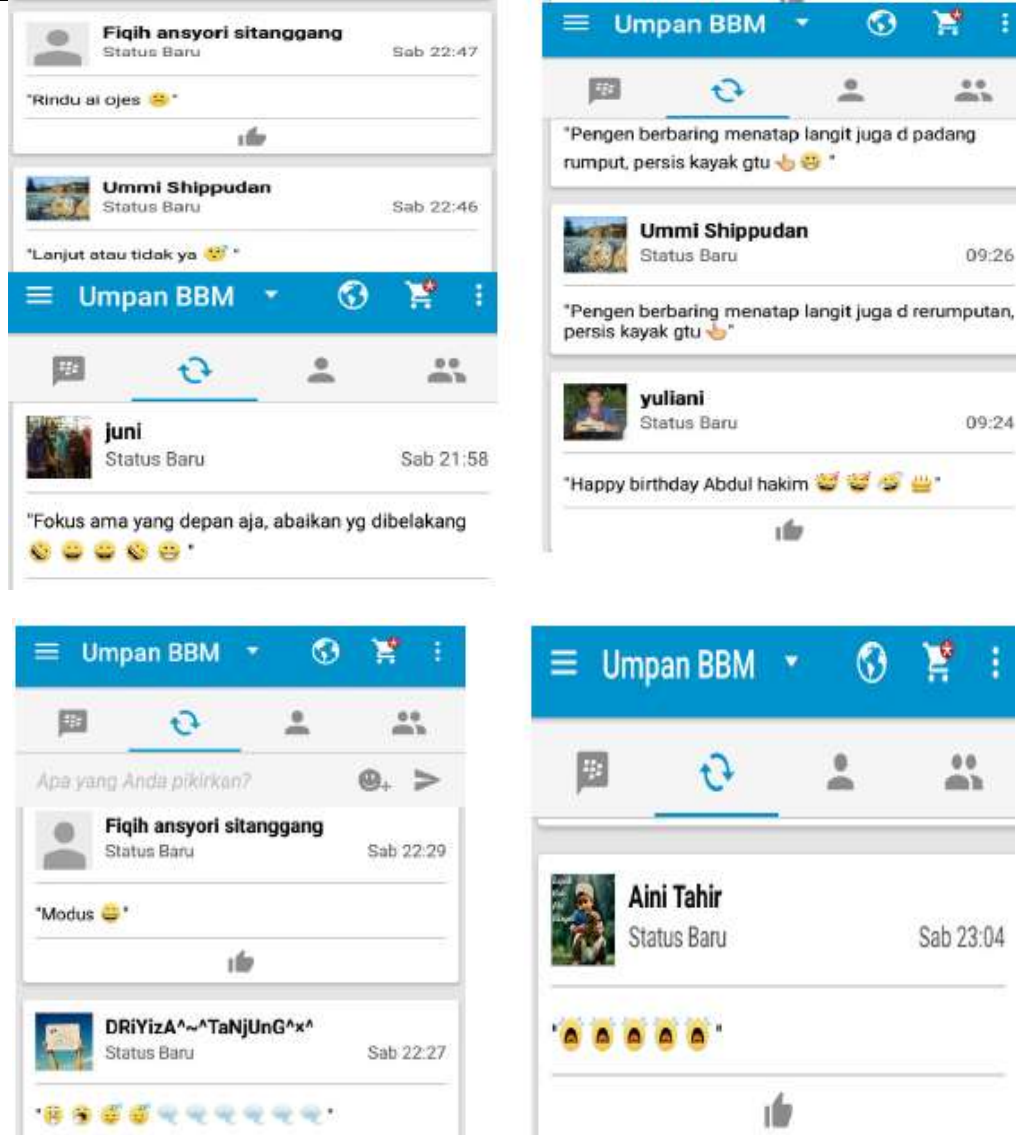 Fiqih ansyori sitanggang
Status Baru Sab 22:47
"Rindu ai ojes 😕"
Ummi Shippudan
Status Baru Sab 22:46
"Lanjut atau tidak ya 😴"
Umpan BBM
juni
Status Baru Sab 21:58
"Fokus ama yang depan aja, abaikan yg dibelakang
🤣 😄 😄 🤣 😁"
Umpan BBM
"Pengen berbaring menatap langit juga d padang
rumput, persis kayak gtu 👆 😁 "
Ummi Shippudan
Status Baru 09:26
"Pengen berbaring menatap langit juga d rerumputan,
persis kayak gtu 👆"
yuliani
Status Baru 09:24
"Happy birthday Abdul hakim 🥳 🥳 🥳 🎂"
Umpan BBM
Apa yang Anda pikirkan?
Fiqih ansyori sitanggang
Status Baru Sab 22:29
"Modus 😄"
DRiYizA^~^TaNjUnG^x^
Status Baru Sab 22:27
Umpan BBM
Aini Tahir
Status Baru Sab 23:04